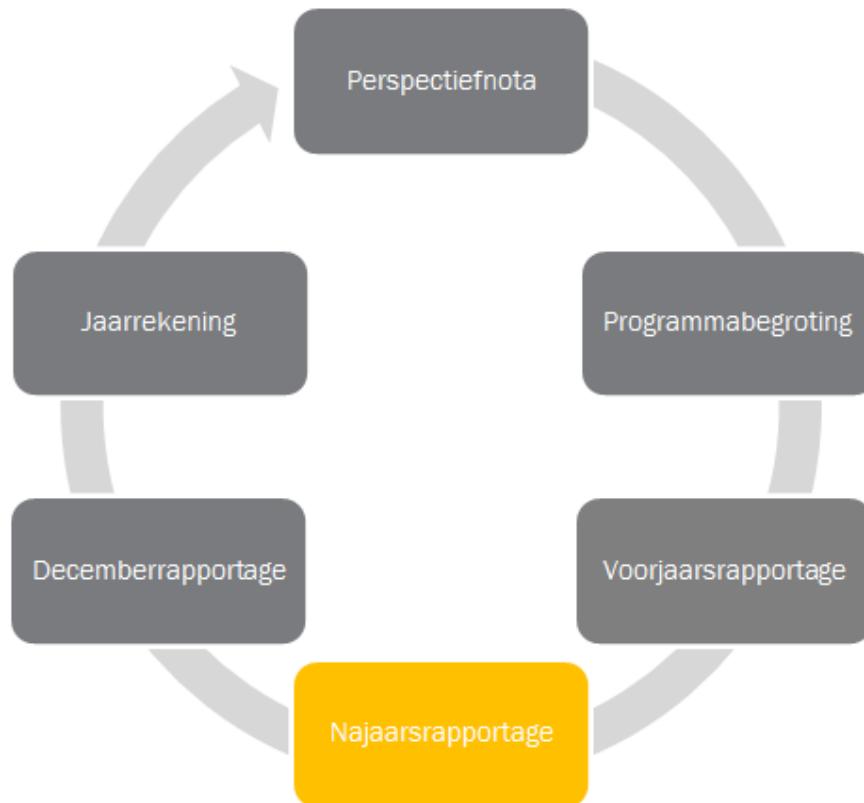 Perspectiefnota
Programmabegroting
Voorjaarsrapportage
Najaarsrapportage
Decemberrapportage
Jaarrekening